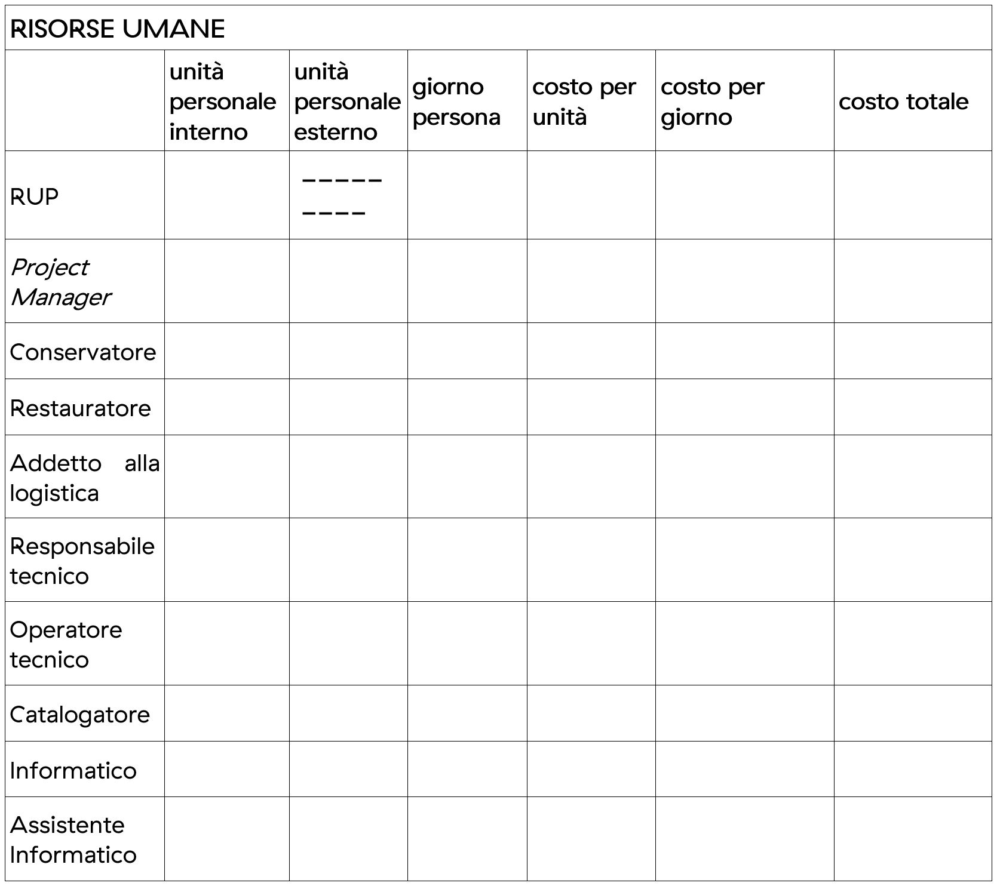 RISORSE UMANE
unità
personale
interno
unità
personale
esterno
giorno
persona
costo per
unità
costo per
giorno
costo totale
RUP
–––––
––––
Project
Manager
Conservatore
Restauratore
Addetto alla
logistica
Responsabile
tecnico
Operatore
tecnico
Catalogatore
Informatico
Assistente
Informatico